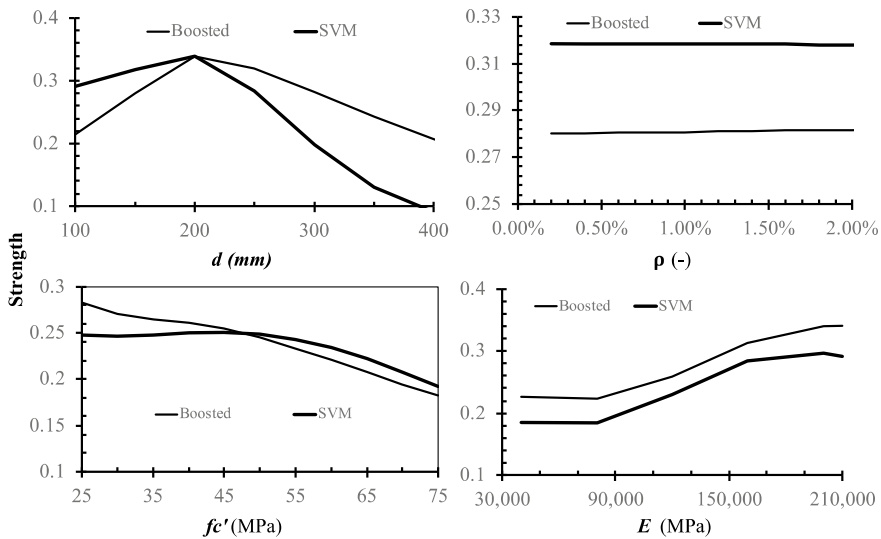 Strength
0.4
0.3
0.2
0.1
Boosted SVM
100 200 300 400
d (mm)
0.33
0.31
0.29
0.27
0.25
Boosted SVM
0.00% 0.50% 1.00% 1.50% 2.00%
ρ (-)
0.3
0.25
0.2
0.15
0.1
Boosted SVM
25 35 45 55 65 75
fc' (MPa)
0.4
0.3
0.2
0.1
Boosted SVM
30,000 90,000 150,000 210,000
E (MPa)